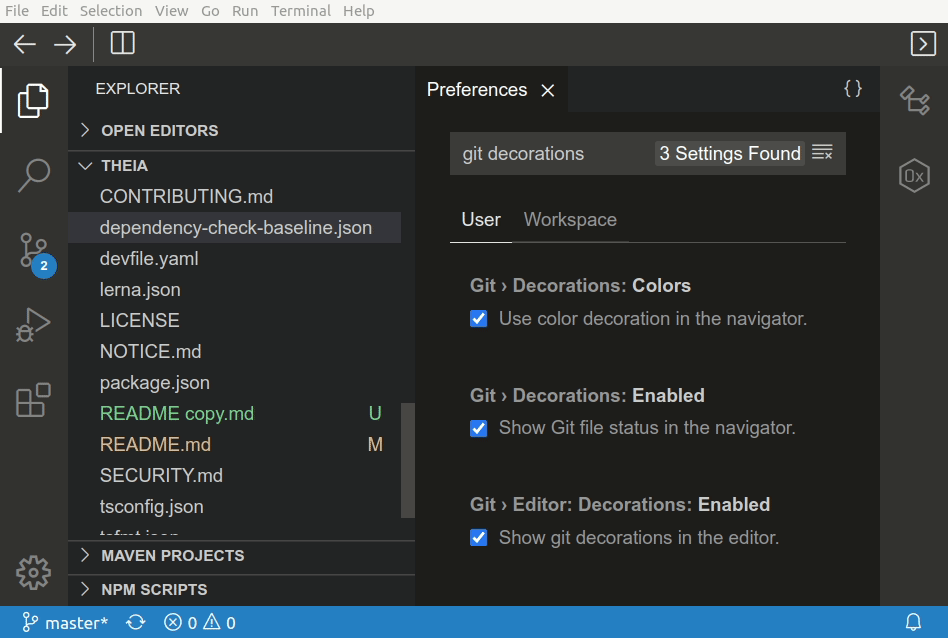 File Edit Selection View Go Run Terminal Help
EXPLORER
OPEN EDITORS
THEIA
CONTRIBUTING.md
dependency-check-baseline.json
devfile.yaml
lerna.json
LICENSE
NOTICE.md
package.json
README copy.md U
README.md M
SECURITY.md
tsconfig.json
MAVEN PROJECTS
NPM SCRIPTS
2
Preferences
{}
git decorations 3 Settings Found
User Workspace
Git › Decorations: Colors
Use color decoration in the navigator.
Git › Decorations: Enabled
Show Git file status in the navigator.
Git › Editor: Decorations: Enabled
Show git decorations in the editor.
0x
master* 0 0